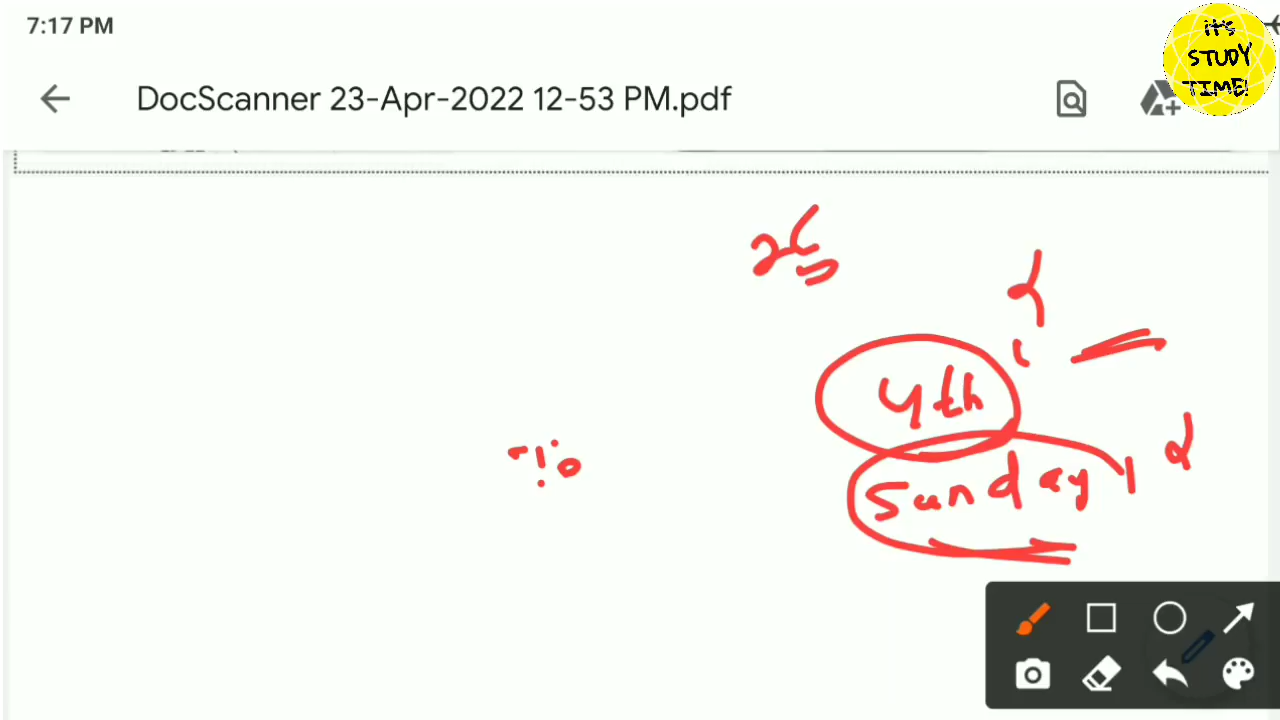 7:17 PM
IT'S
STUDY
TIME!
DocScanner 23-Apr-2022 12-53 PM.pdf
4th
Sunday